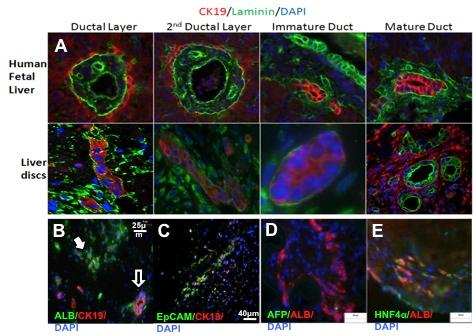 CK19/Laminin/DAPI
Ductal Layer 2nd Ductal Layer Immature Duct Mature Duct
A
Human
Fetal
Liver
Liver
discs
B C D E
25µ
m
ALB/CK19/
DAPI
EpCAM/CK19/
DAPI
40µm
AFP/ALB/
DAPI
HNF4α/ALB/
DAPI